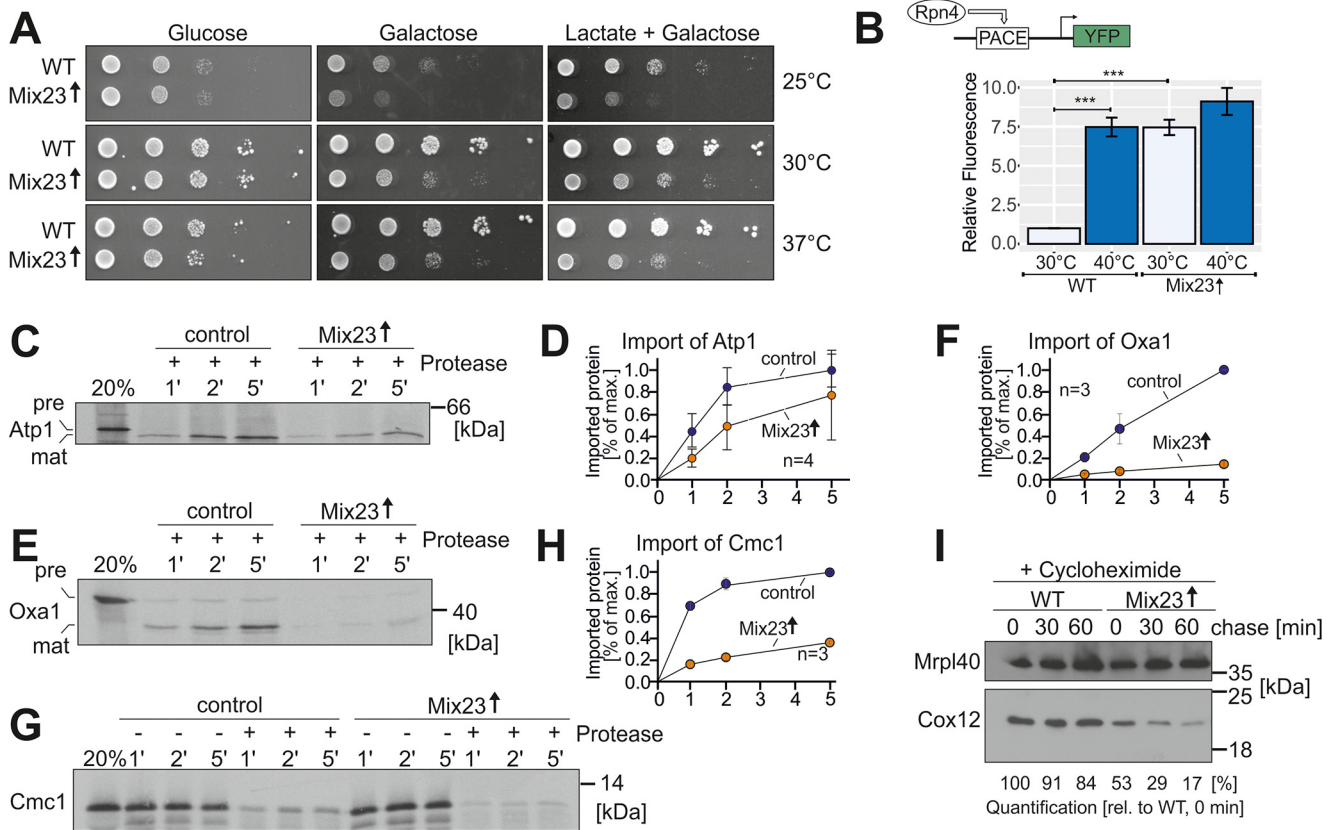 A
Glucose
Galactose
Lactate + Galactose
WT
Mix23↑
25°C
WT
Mix23↑
30°C
WT
Mix23↑
37°C
B
Rpn4
PACE
YFP
Relative Fluorescence
10.0
7.5
5.0
2.5
0.0
***
***
30°C 40°C 30°C 40°C
WT
Mix23↑
C
control
Mix23↑
+ + + + + + Protease
20% 1' 2' 5' 1' 2' 5'
pre
Atp1
mat
66
[kDa]
D
Import of Atp1
Imported protein
[% of max.]
1.0
0.8
0.6
0.4
0.2
0.0
control
Mix23↑
n=4
0 1 2 3 4 5
F
Import of Oxa1
Imported protein
[% of max.]
1.0
0.8
0.6
0.4
0.2
0.0
n=3
control
Mix23↑
0 1 2 3 4 5
E
control
Mix23↑
+ + + + + + Protease
20% 1' 2' 5' 1' 2' 5'
pre
Oxa1
mat
40
[kDa]
H
Import of Cmc1
Imported protein
[% of max.]
1.0
0.8
0.6
0.4
0.2
0.0
control
Mix23↑
n=3
0 1 2 3 4 5
G
control
Mix23↑
- - - + + + - - - + + + Protease
20% 1' 2' 5' 1' 2' 5' 1' 2' 5' 1' 2' 5'
Cmc1
14
[kDa]
I
+ Cycloheximide
WT
Mix23↑
0 30 60 0 30 60 chase [min]
Mrpl40
35
[kDa]
25
Cox12
18
100 91 84 53 29 17 [%]
Quantification [rel. to WT, 0 min]